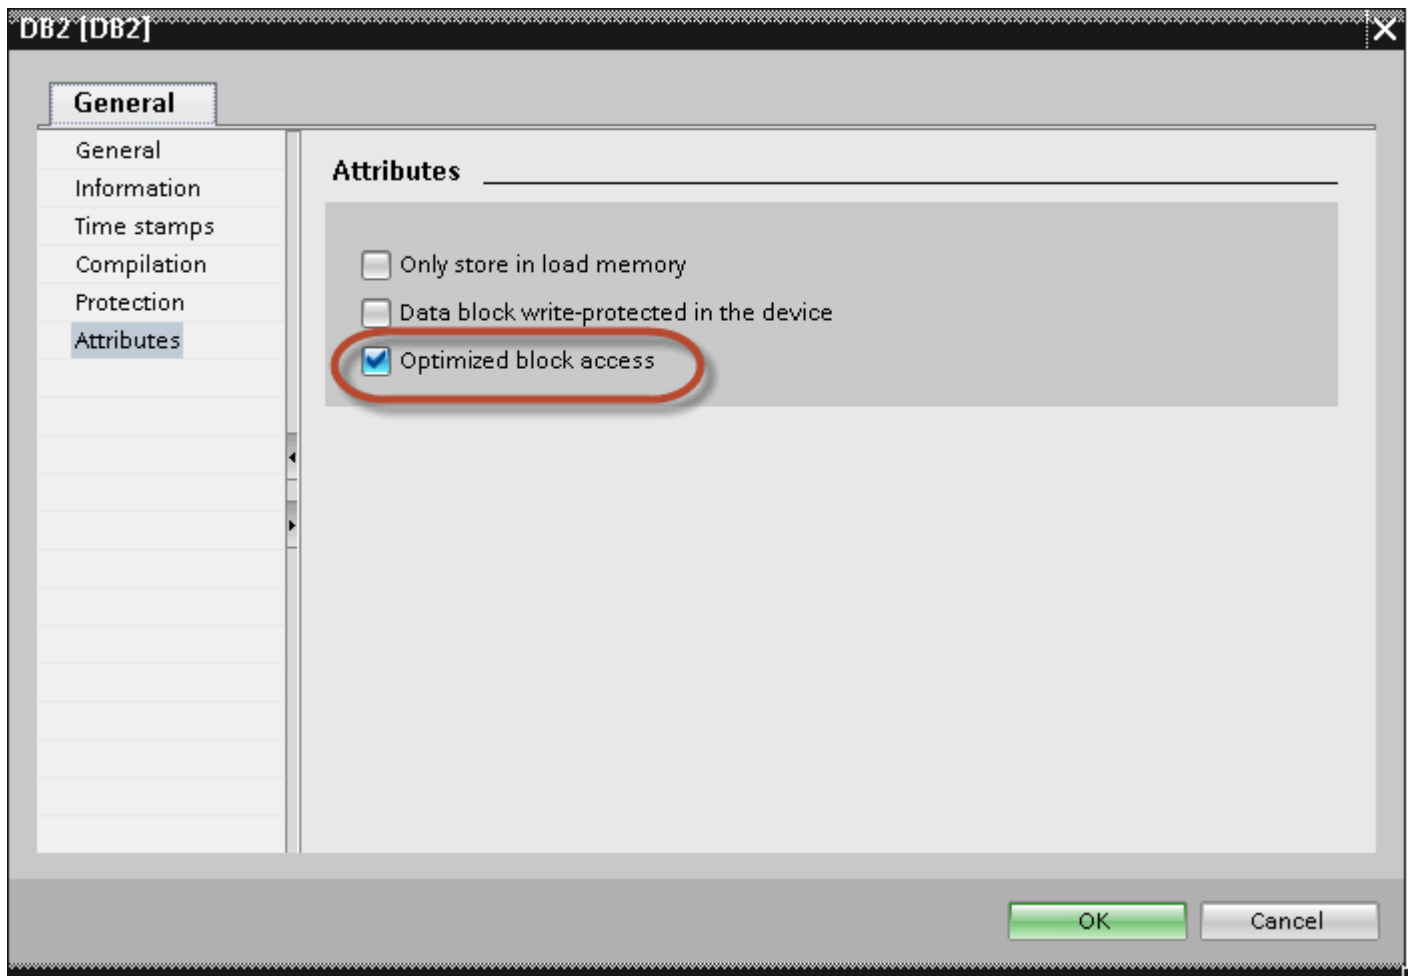 DB2 [DB2]
General
General
Information
Time stamps
Compilation
Protection
Attributes
Attributes
Only store in load memory
Data block write-protected in the device
Optimized block access
OK
Cancel